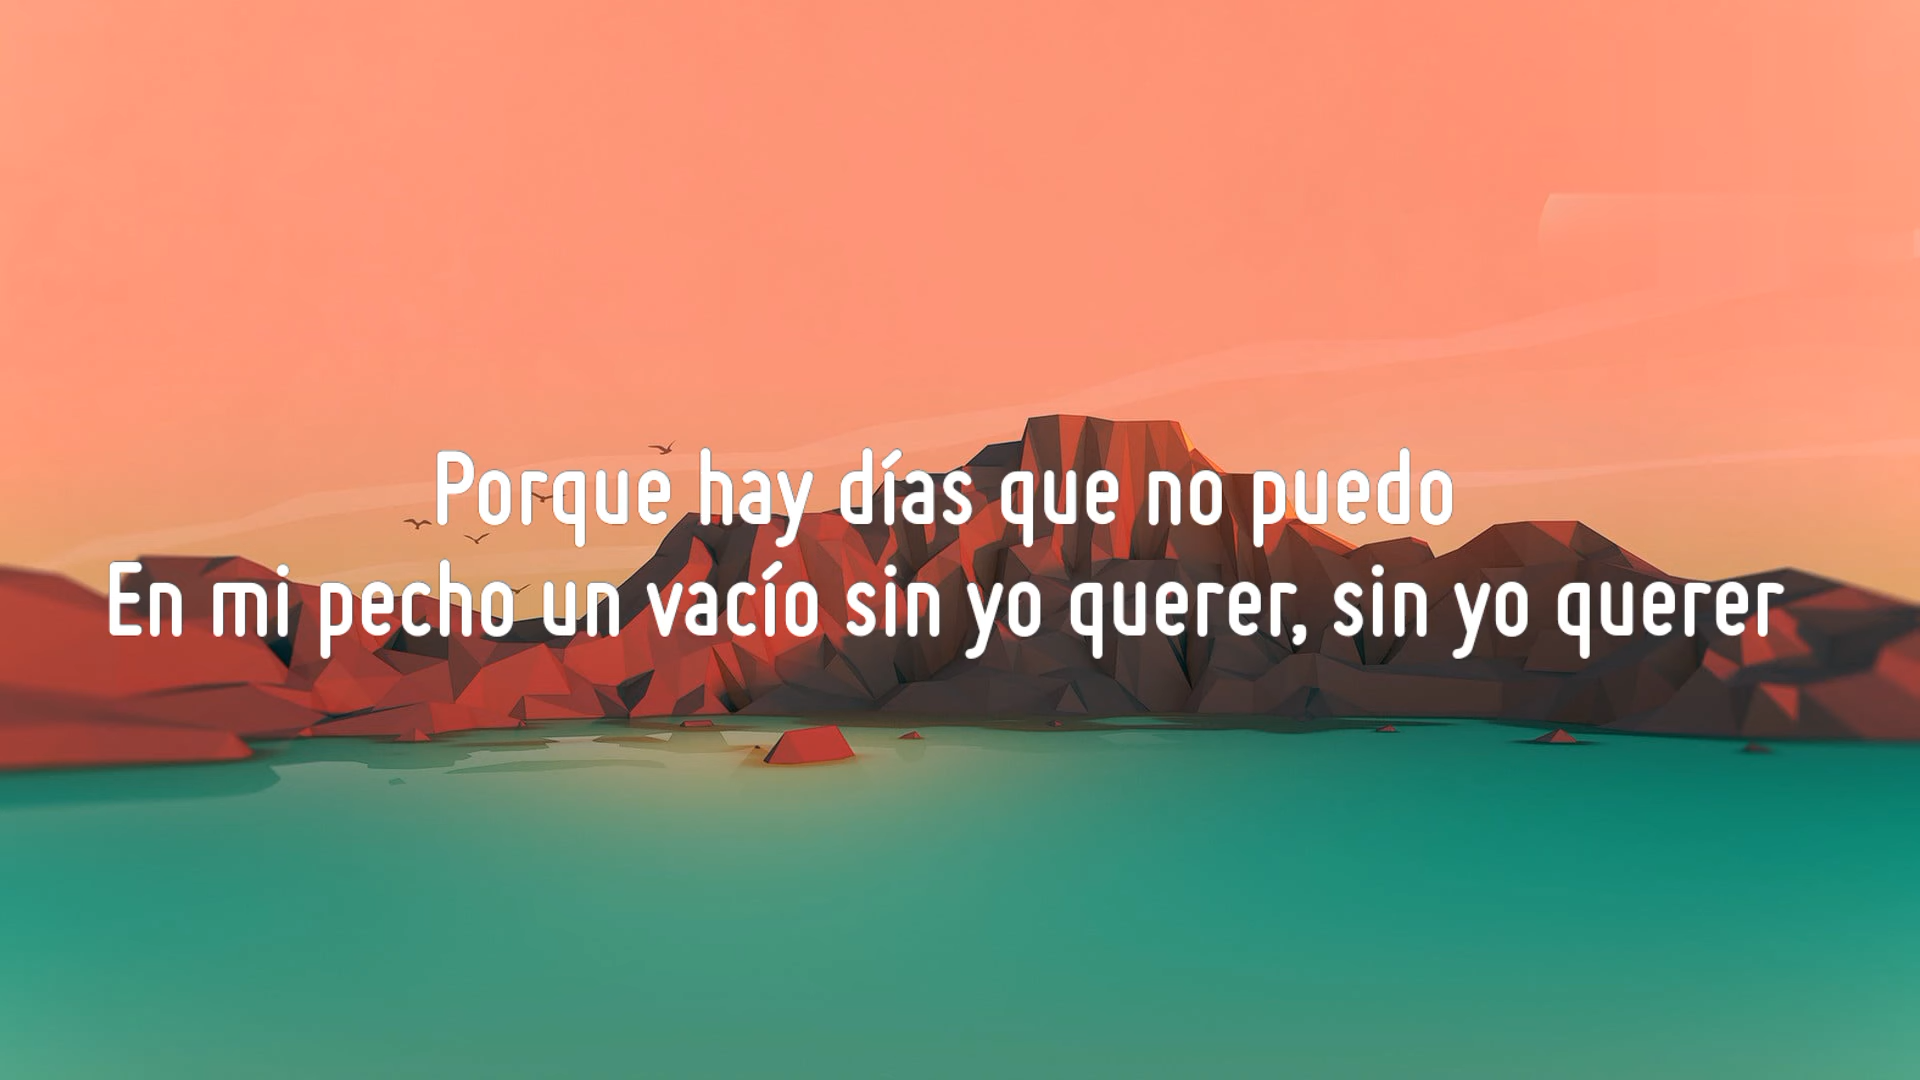 Porque hay días que no puedo
En mi pecho un vacío sin yo querer, sin yo querer